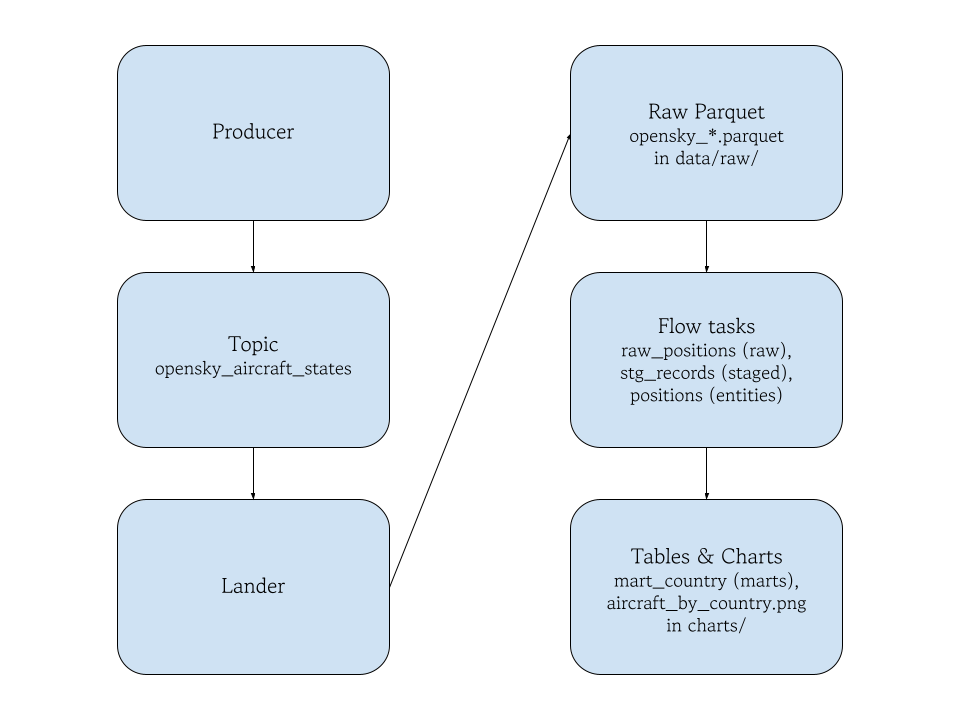 Producer
Topic
opensky_aircraft_states
Lander
Raw Parquet
opensky_*.parquet
in data/raw/
Flow tasks
raw_positions (raw),
stg_records (staged),
positions (entities)
Tables & Charts
mart_country (marts),
aircraft_by_country.png
in charts/